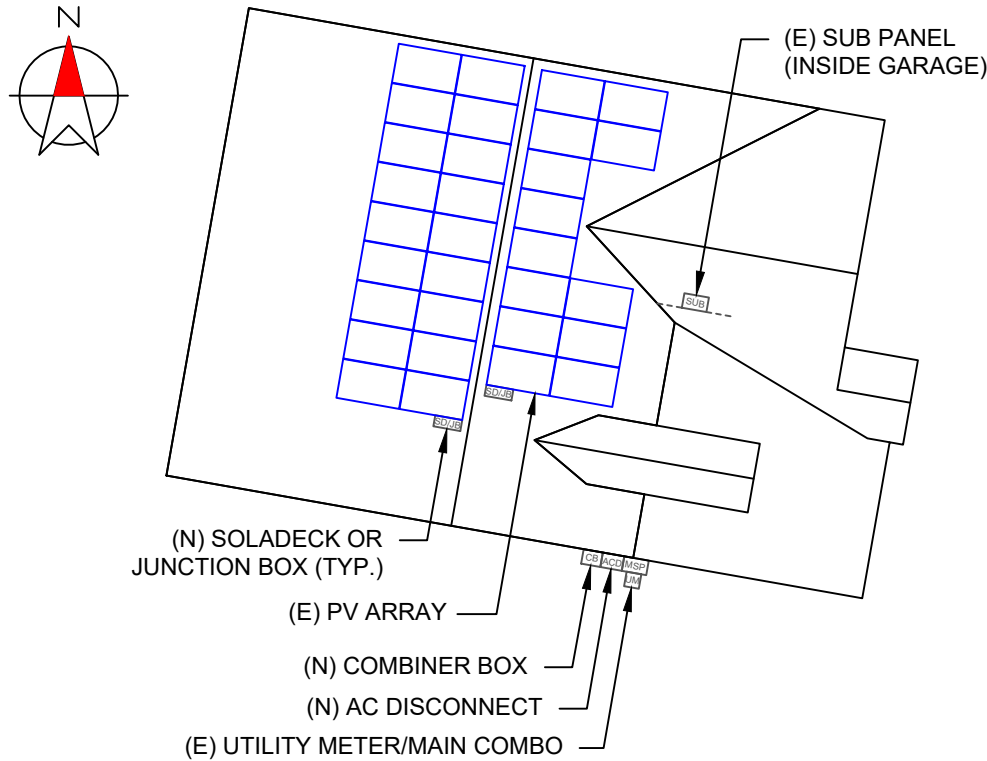 N
(E) SUB PANEL
(INSIDE GARAGE)
SUB
SD/JB
SD/JB
(N) SOLADECK OR
JUNCTION BOX (TYP.)
CB ACD MSP
UM
(E) PV ARRAY
(N) COMBINER BOX
(N) AC DISCONNECT
(E) UTILITY METER/MAIN COMBO